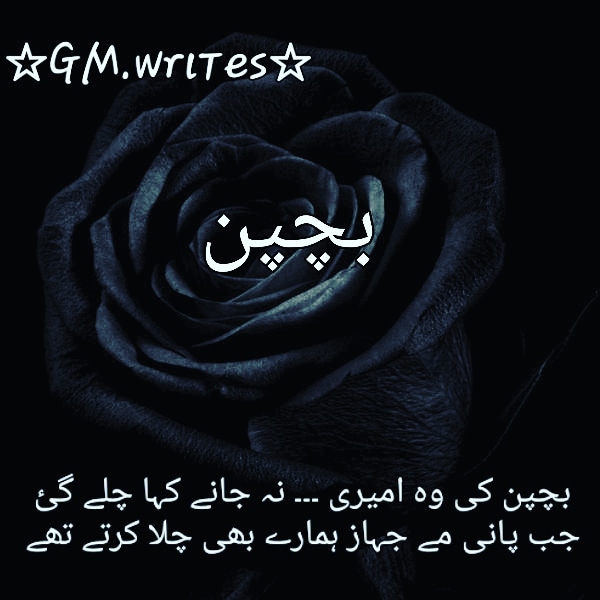 ☆GM.writes☆
بچپن
بچپن کی وہ امیری --- نہ جانے کہا چلے گئ
جب پانی مے جہاز ہمارے بھی چلا کرتے تھے